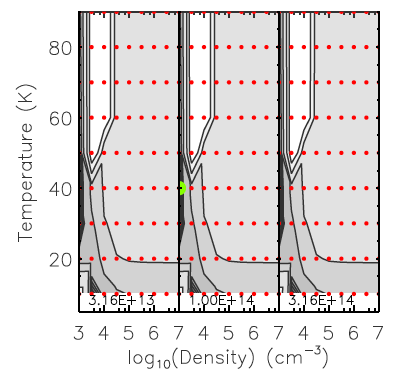 80
60
40
20
Temperature (K)
3.16E+13 1.00E+14 3.16E+14
3 4 5 6 7 4 5 6 7 4 5 6 7
log10(Density) (cm−3)